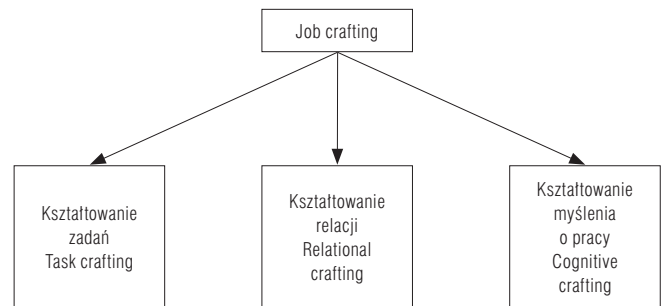 Job crafting
Kształtowanie
zadań
Task crafting
Kształtowanie
relacji
Relational
crafting
Kształtowanie
myślenia
o pracy
Cognitive
crafting